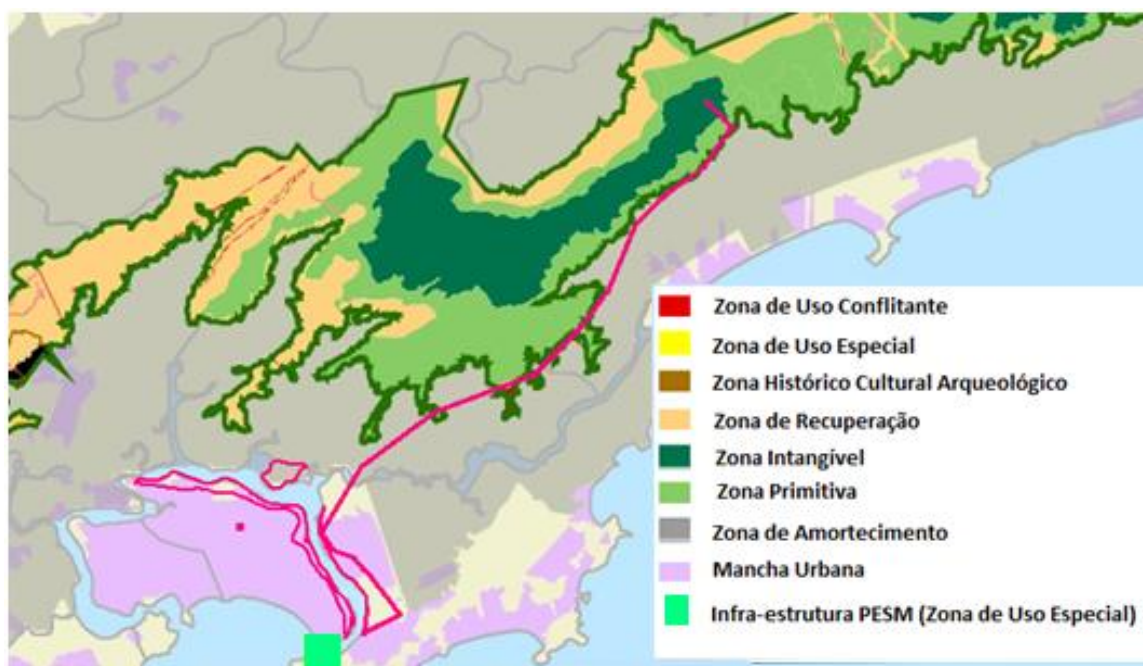 Zona de Uso Conflitante
Zona de Uso Especial
Zona Histórico Cultural Arqueológico
Zona de Recuperação
Zona Intangível
Zona Primitiva
Zona de Amortecimento
Mancha Urbana
Infra-estrutura PESM (Zona de Uso Especial)